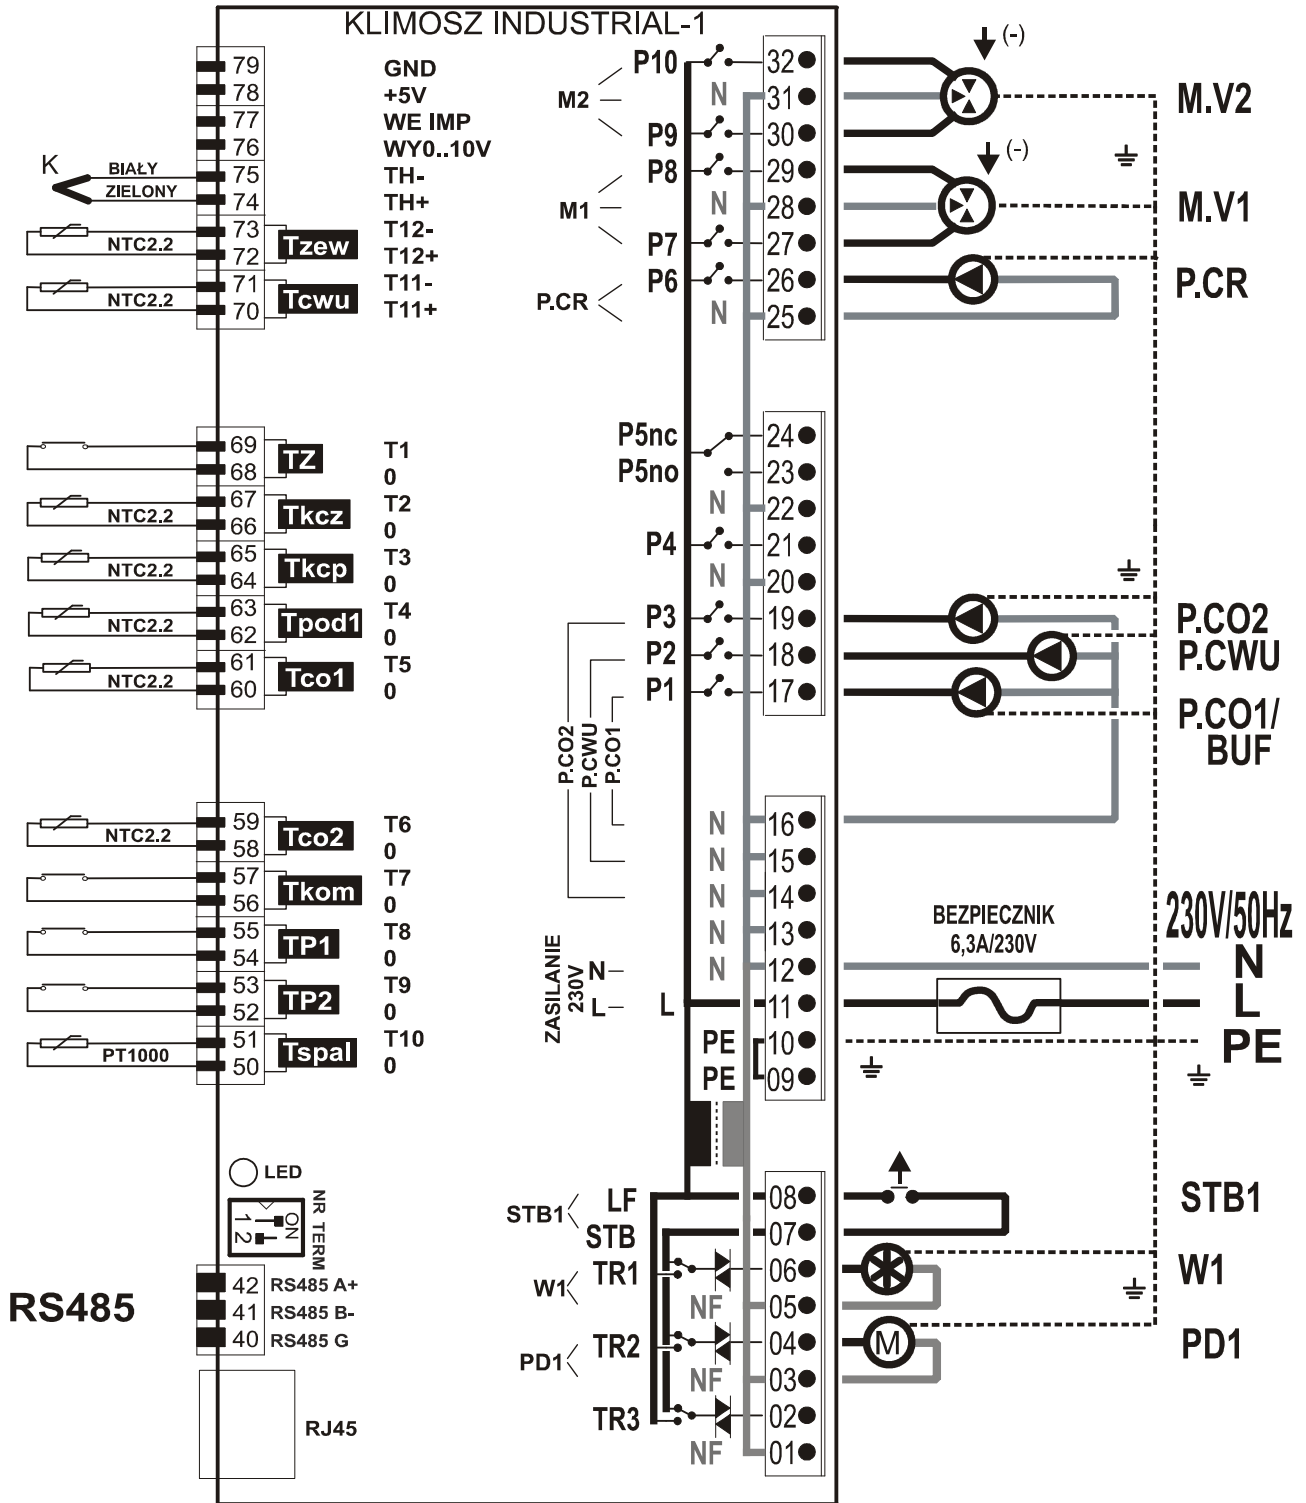 KLIMOSZ INDUSTRIAL-1
79 GND
78 +5V
77 WE IMP
76 WY0..10V
K BIAŁY 75 TH-
ZIELONY 74 TH+
73 T12-
NTC2.2 Tzew
72 T12+
71 T11-
NTC2.2 Tcwu
70 T11+
69 T1
TZ
68 0
67 T2
NTC2.2 Tkcz
66 0
65 T3
NTC2.2 Tkcp
64 0
63 T4
NTC2.2 Tpod1
62 0
61 T5
NTC2.2 Tco1
60 0
59 T6
NTC2.2 Tco2
58 0
57 T7
Tkom
56 0
55 T8
TP1
54 0
53 T9
TP2
52 0
51 T10
PT1000 Tspal
50 0
LED
1 2 ON
NR TERM
RS485
42 RS485 A+
41 RS485 B-
40 RS485 G
RJ45
P10 32 (-)
M2 N 31 M.V2
P9 30
P8 29 (-)
M1 N 28 M.V1
P7 27
P6 26 P.CR
P.CR
N 25
P5nc 24
P5no 23
N 22
P4 21
N 20
P3 19 P.CO2
P2 18 P.CWU
P1 17 P.CO1/
BUF
P.CO2
P.CWU
P.CO1
N 16
N 15
N 14
N 13
BEZPIECZNIK
6,3A/230V
230V/50Hz
ZASILANIE
230V
N N 12 N
L L 11 L
PE 10 PE
PE 09
LF 08 STB1
STB1
STB 07
TR1 06 W1
W1
NF 05
TR2 04 M PD1
PD1
NF 03
TR3 02
NF 01